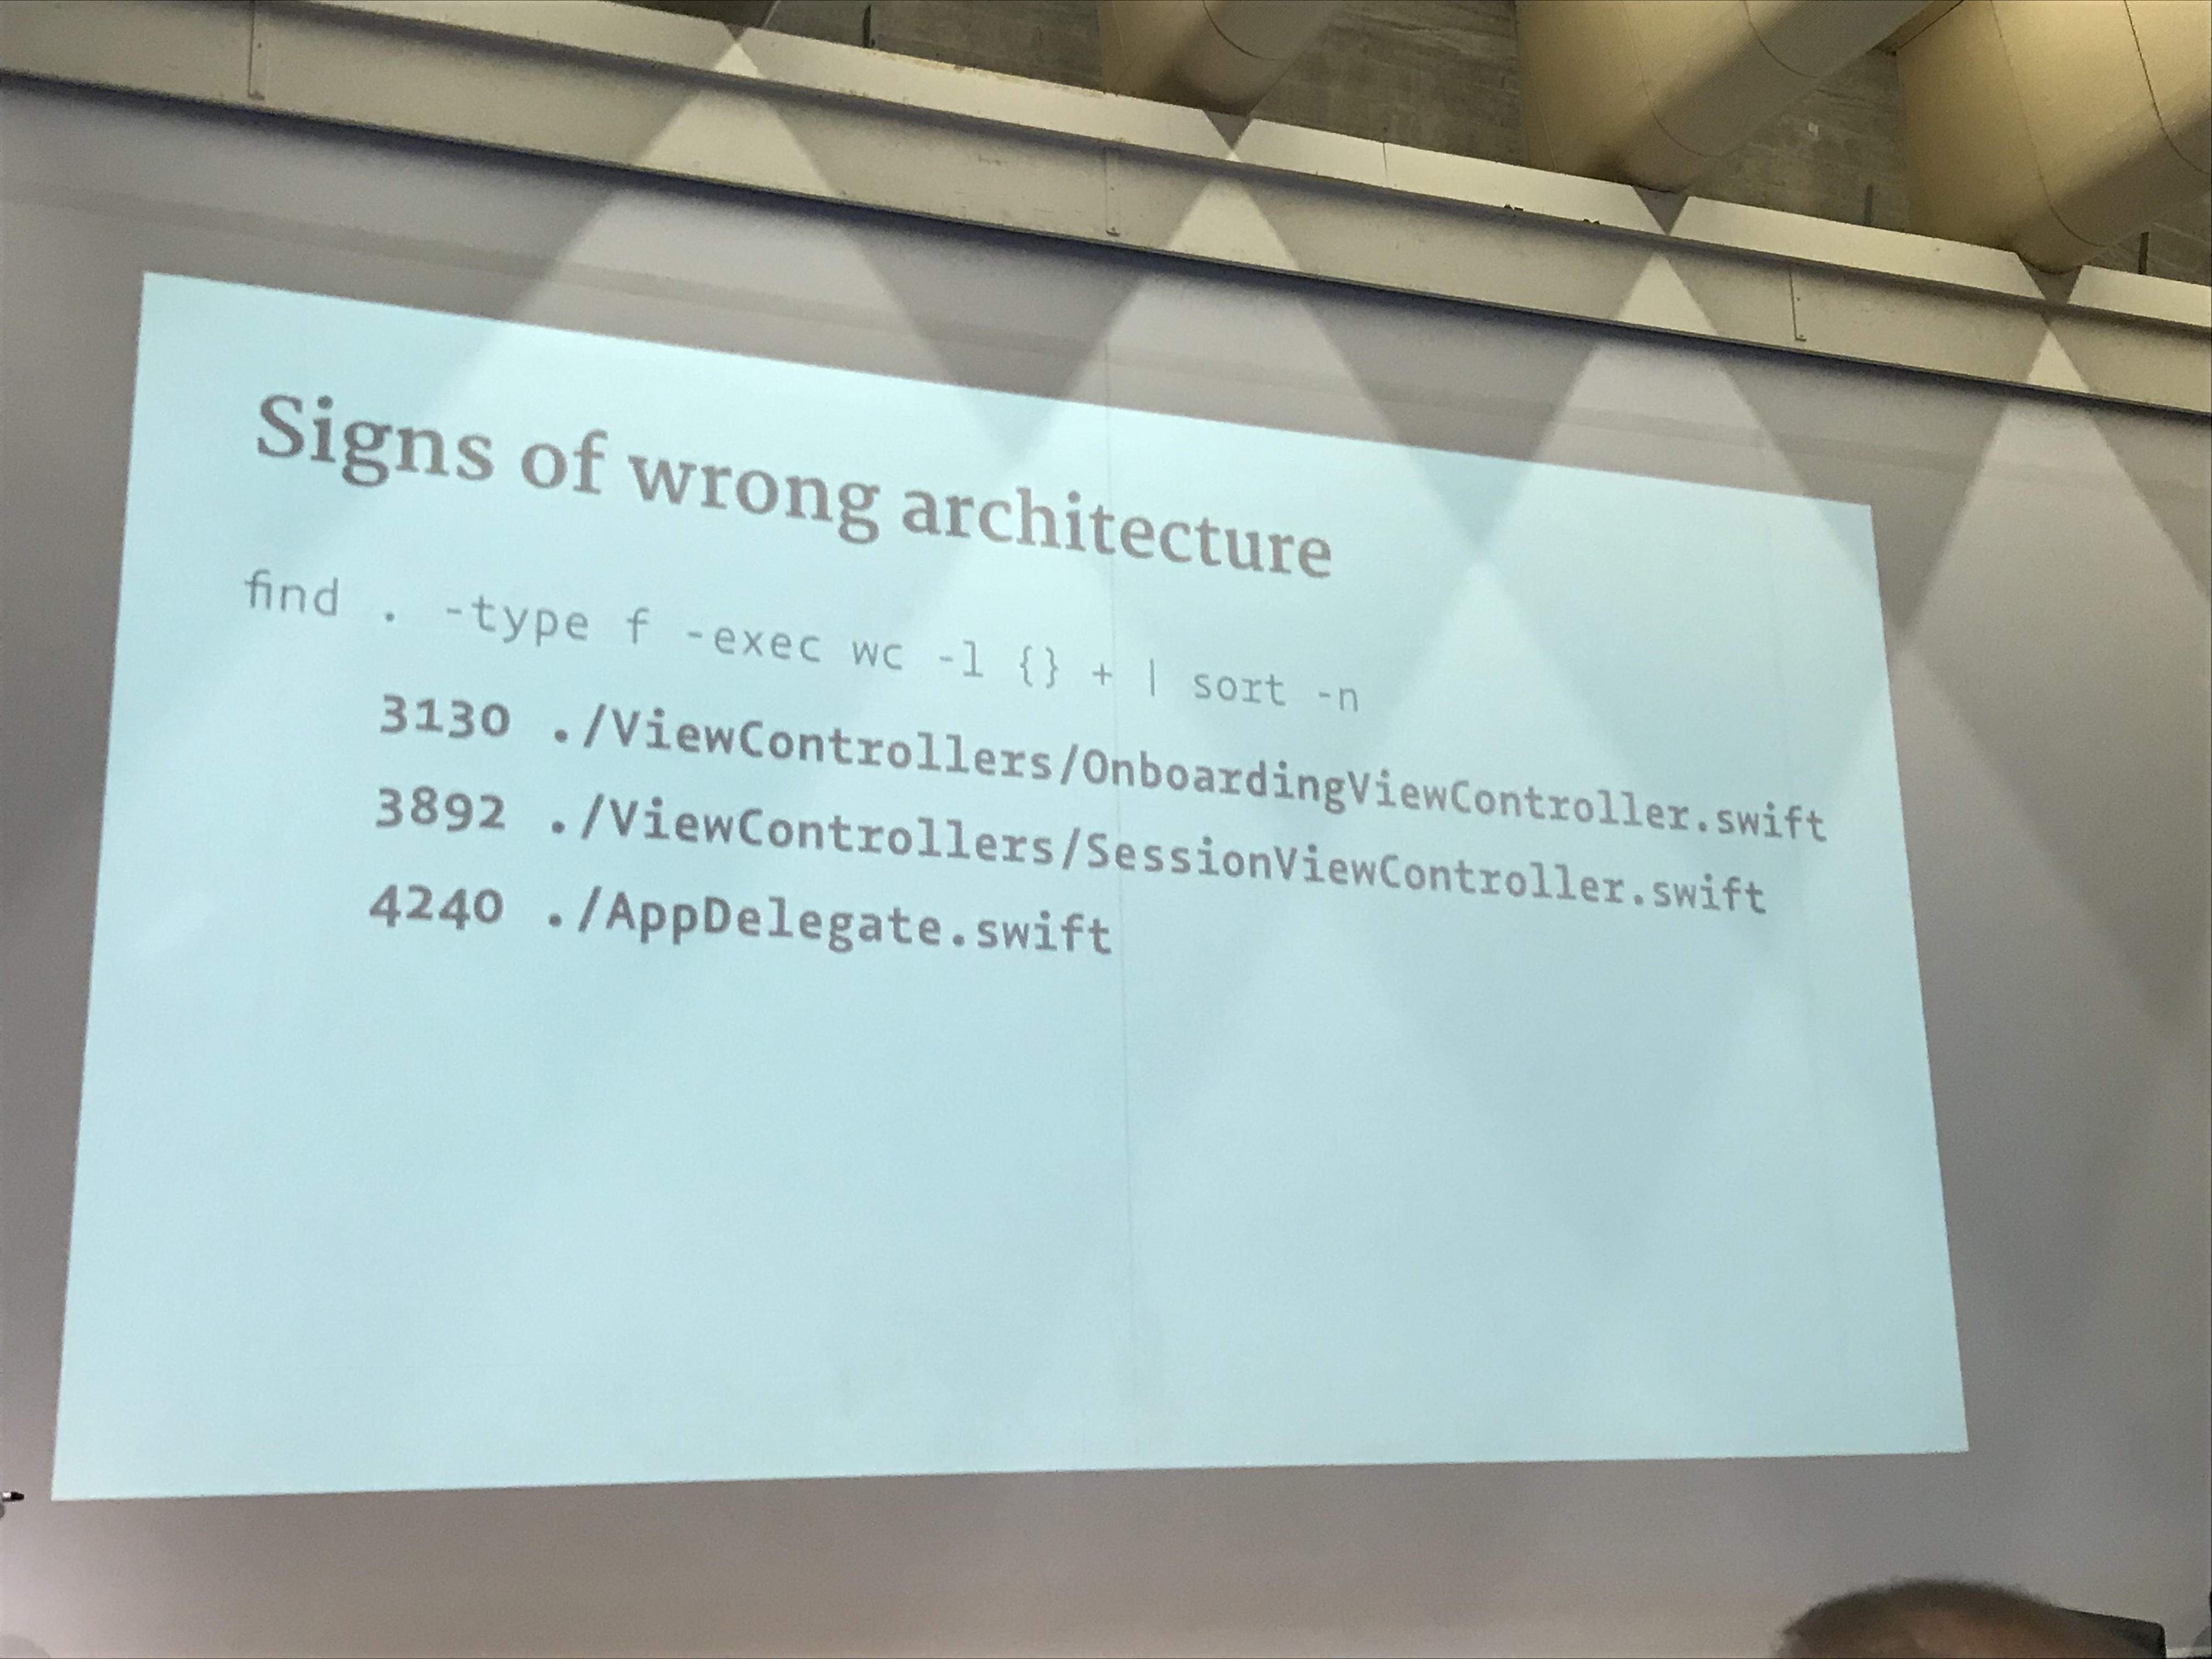 Signs of wrong architecture
find . -type f -exec wc -l {} + | sort -n
3130 ./ViewControllers/OnboardingViewController.swift
3892 ./ViewControllers/SessionViewController.swift
4240 ./AppDelegate.swift